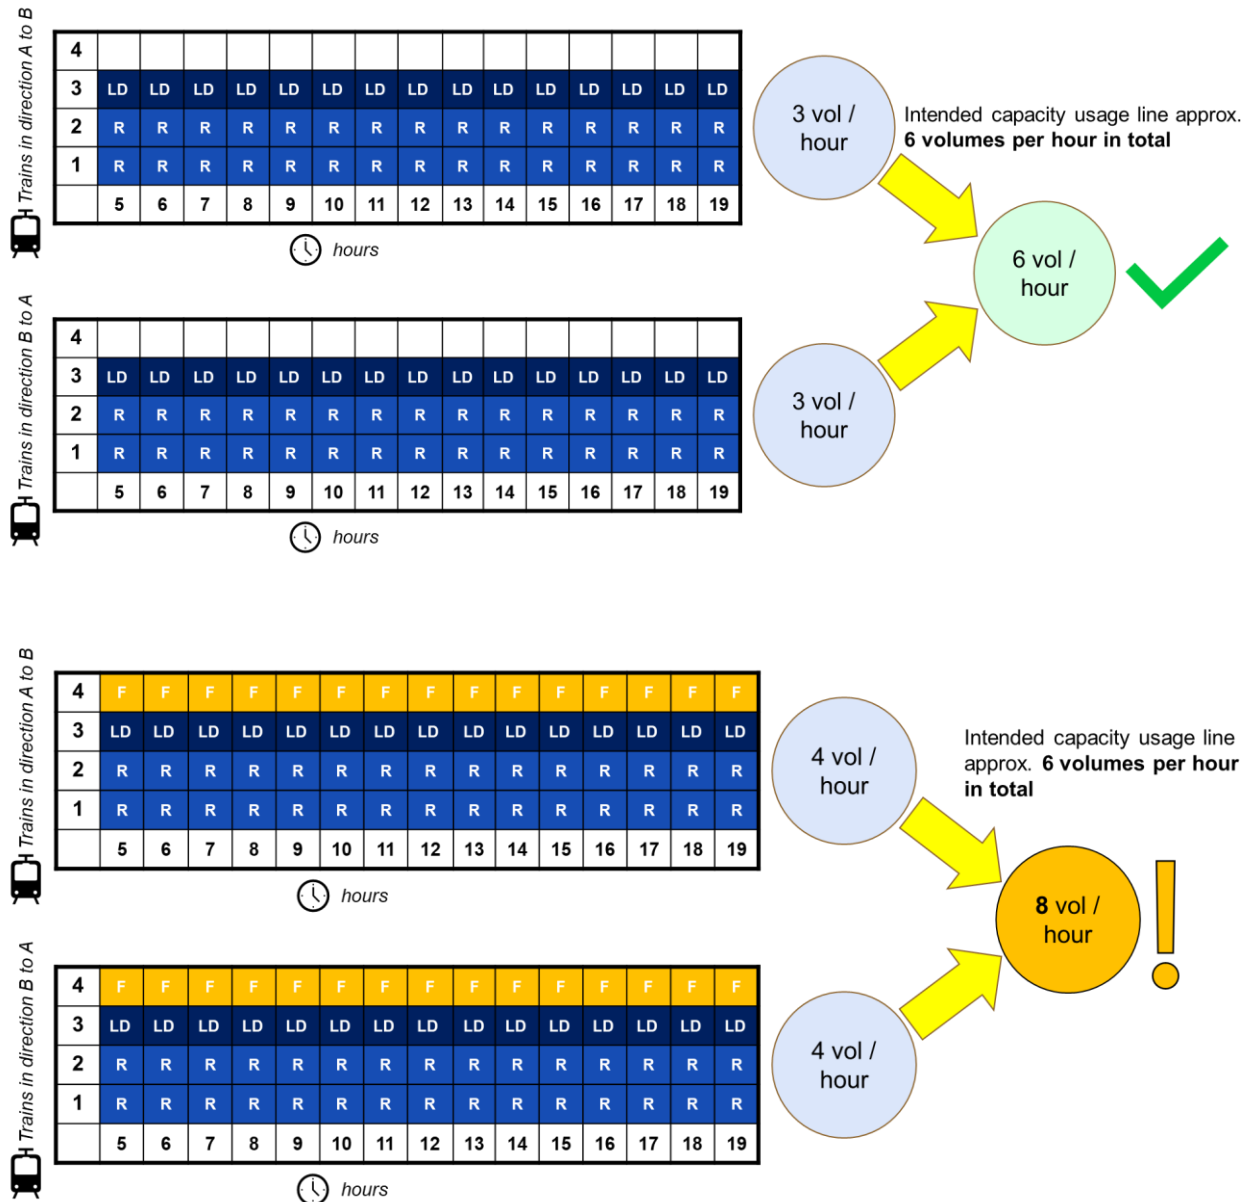 Trains in direction A to B
4
3 LD LD LD LD LD LD LD LD LD LD LD LD LD LD LD
2 R R R R R R R R R R R R R R R
1 R R R R R R R R R R R R R R R
5 6 7 8 9 10 11 12 13 14 15 16 17 18 19
hours
3 vol /
hour
Intended capacity usage line approx.
6 volumes per hour in total
6 vol /
hour
Trains in direction B to A
4
3 LD LD LD LD LD LD LD LD LD LD LD LD LD LD LD
2 R R R R R R R R R R R R R R R
1 R R R R R R R R R R R R R R R
5 6 7 8 9 10 11 12 13 14 15 16 17 18 19
hours
3 vol /
hour
Trains in direction A to B
4 F F F F F F F F F F F F F F F
3 LD LD LD LD LD LD LD LD LD LD LD LD LD LD LD
2 R R R R R R R R R R R R R R R
1 R R R R R R R R R R R R R R R
5 6 7 8 9 10 11 12 13 14 15 16 17 18 19
hours
4 vol /
hour
Intended capacity usage line
approx. 6 volumes per hour
in total
8 vol /
hour
!
Trains in direction B to A
4 F F F F F F F F F F F F F F F
3 LD LD LD LD LD LD LD LD LD LD LD LD LD LD LD
2 R R R R R R R R R R R R R R R
1 R R R R R R R R R R R R R R R
5 6 7 8 9 10 11 12 13 14 15 16 17 18 19
hours
4 vol /
hour